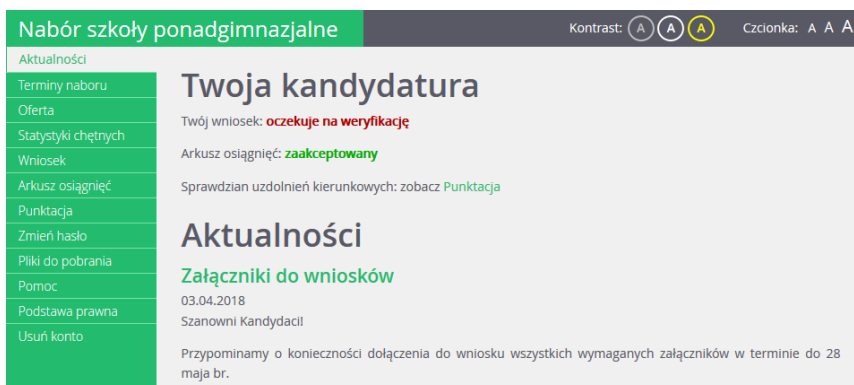 Nabór szkoły ponadgimnazjalne
Kontrast: A A A Czcionka: A A A
Aktualności
Terminy naboru
Oferta
Statystyki chętnych
Wniosek
Arkusz osiągnięć
Punktacja
Zmień hasło
Pliki do pobrania
Pomoc
Podstawa prawna
Usuń konto
Twoja kandydatura
Twój wniosek: oczekuje na weryfikację
Arkusz osiągnięć: zaakceptowany
Sprawdzian uzdolnień kierunkowych: zobacz Punktacja
Aktualności
Załączniki do wniosków
03.04.2018
Szanowni Kandydaci!
Przypominamy o konieczności dołączenia do wniosku wszystkich wymaganych załączników w terminie do 28
maja br.